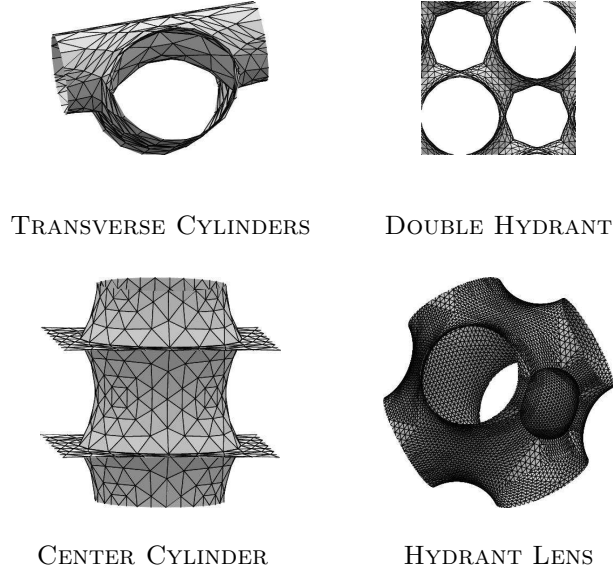 Transverse Cylinders
Double Hydrant
Center Cylinder
Hydrant Lens